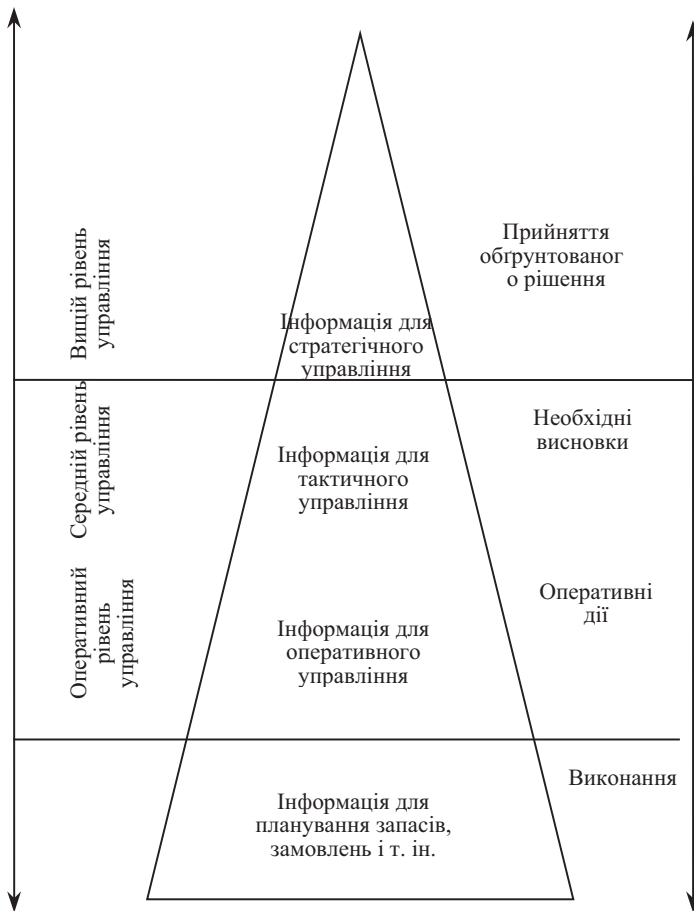 Вищій рівень
управління
Прийняття
обґрунтованог
о рішення
Інформація для
стратегічного
управління
Середній рівень
управління
Інформація для
тактичного
управління
Необхідні
висновки
Оперативний
рівень
управління
Інформація для
оперативного
управління
Оперативні
дії
Інформація для
планування запасів,
замовлень і т. ін.
Виконання